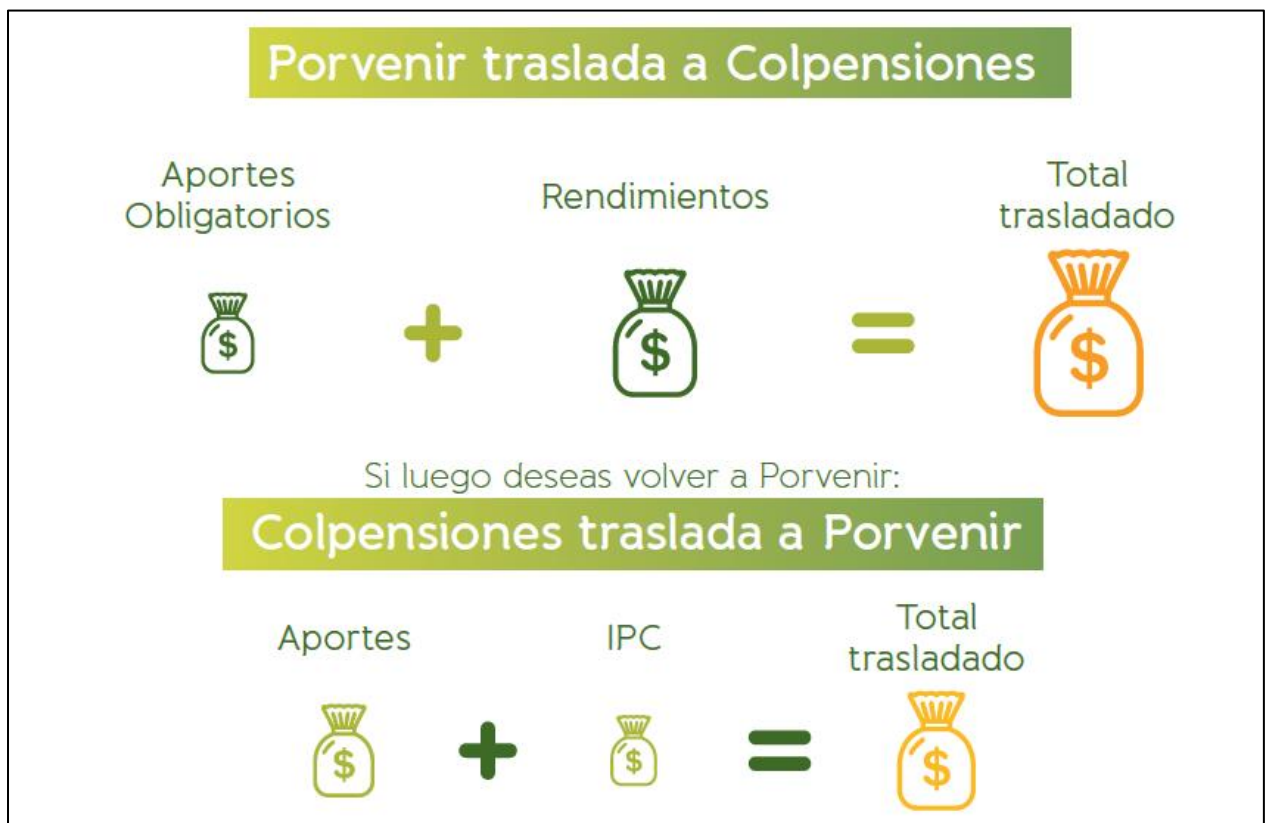 Porvenir traslada a Colpensiones
Aportes
Obligatorios
Rendimientos
Total
trasladado
$
+
$
=
$
Si luego deseas volver a Porvenir:
Colpensiones traslada a Porvenir
Aportes
IPC
Total
trasladado
$
+
$
=
$